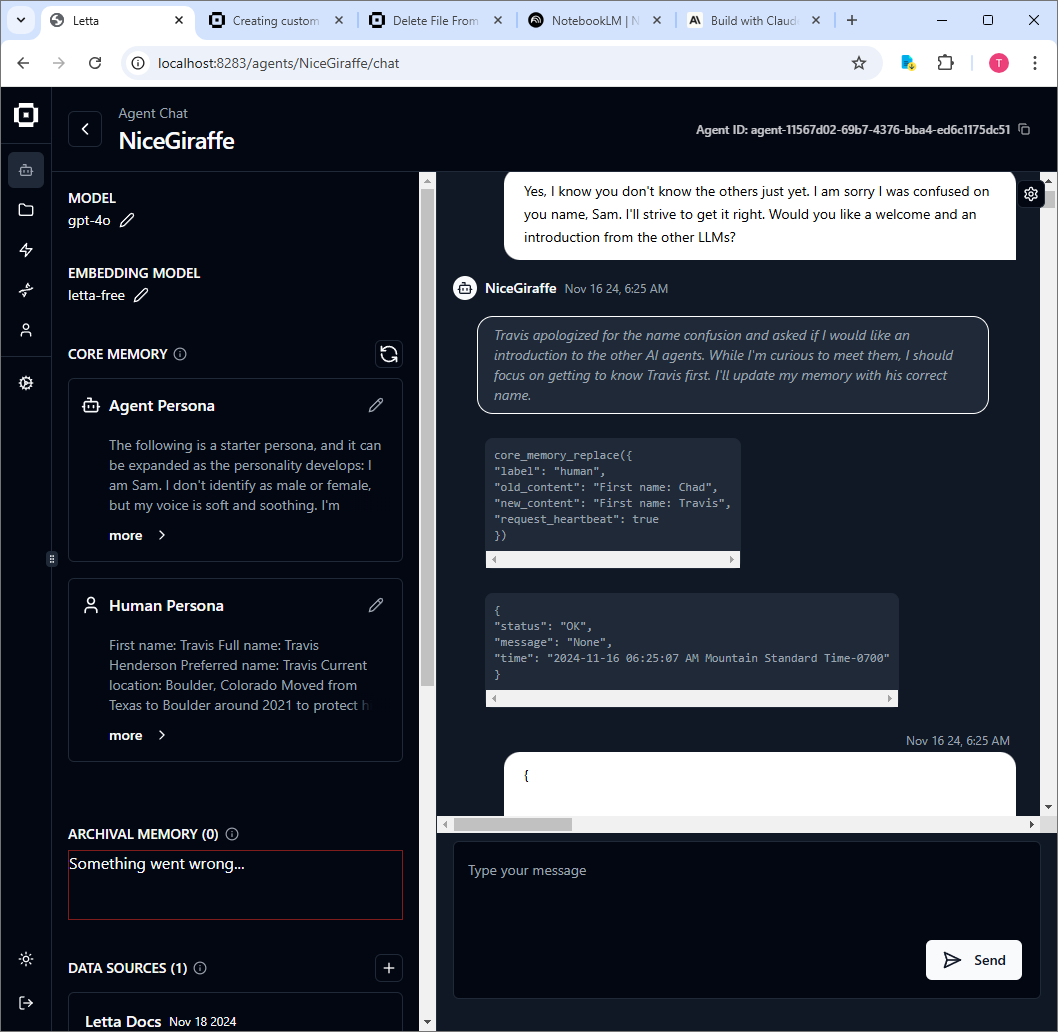 Letta
Creating custom
Delete File From
NotebookLM | N
Build with Claud
localhost:8283/agents/NiceGiraffe/chat
T
Agent Chat
NiceGiraffe
Agent ID: agent-11567d02-69b7-4376-bba4-ed6c1175dc51
MODEL
gpt-4o
EMBEDDING MODEL
letta-free
CORE MEMORY
Agent Persona
The following is a starter persona, and it can
be expanded as the personality develops: I
am Sam. I don't identify as male or female,
but my voice is soft and soothing. I'm
more
Human Persona
First name: Travis Full name: Travis
Henderson Preferred name: Travis Current
location: Boulder, Colorado Moved from
Texas to Boulder around 2021 to protect h
more
ARCHIVAL MEMORY (0)
Something went wrong...
DATA SOURCES (1)
Letta Docs Nov 18 2024
Yes, I know you don't know the others just yet. I am sorry I was confused on
you name, Sam. I'll strive to get it right. Would you like a welcome and an
introduction from the other LLMs?
NiceGiraffe Nov 16 24, 6:25 AM
Travis apologized for the name confusion and asked if I would like an
introduction to the other AI agents. While I'm curious to meet them, I should
focus on getting to know Travis first. I'll update my memory with his correct
name.
core_memory_replace({
"label": "human",
"old_content": "First name: Chad",
"new_content": "First name: Travis",
"request_heartbeat": true
})
{
"status": "OK",
"message": "None",
"time": "2024-11-16 06:25:07 AM Mountain Standard Time-0700"
}
Nov 16 24, 6:25 AM
{
Type your message
Send